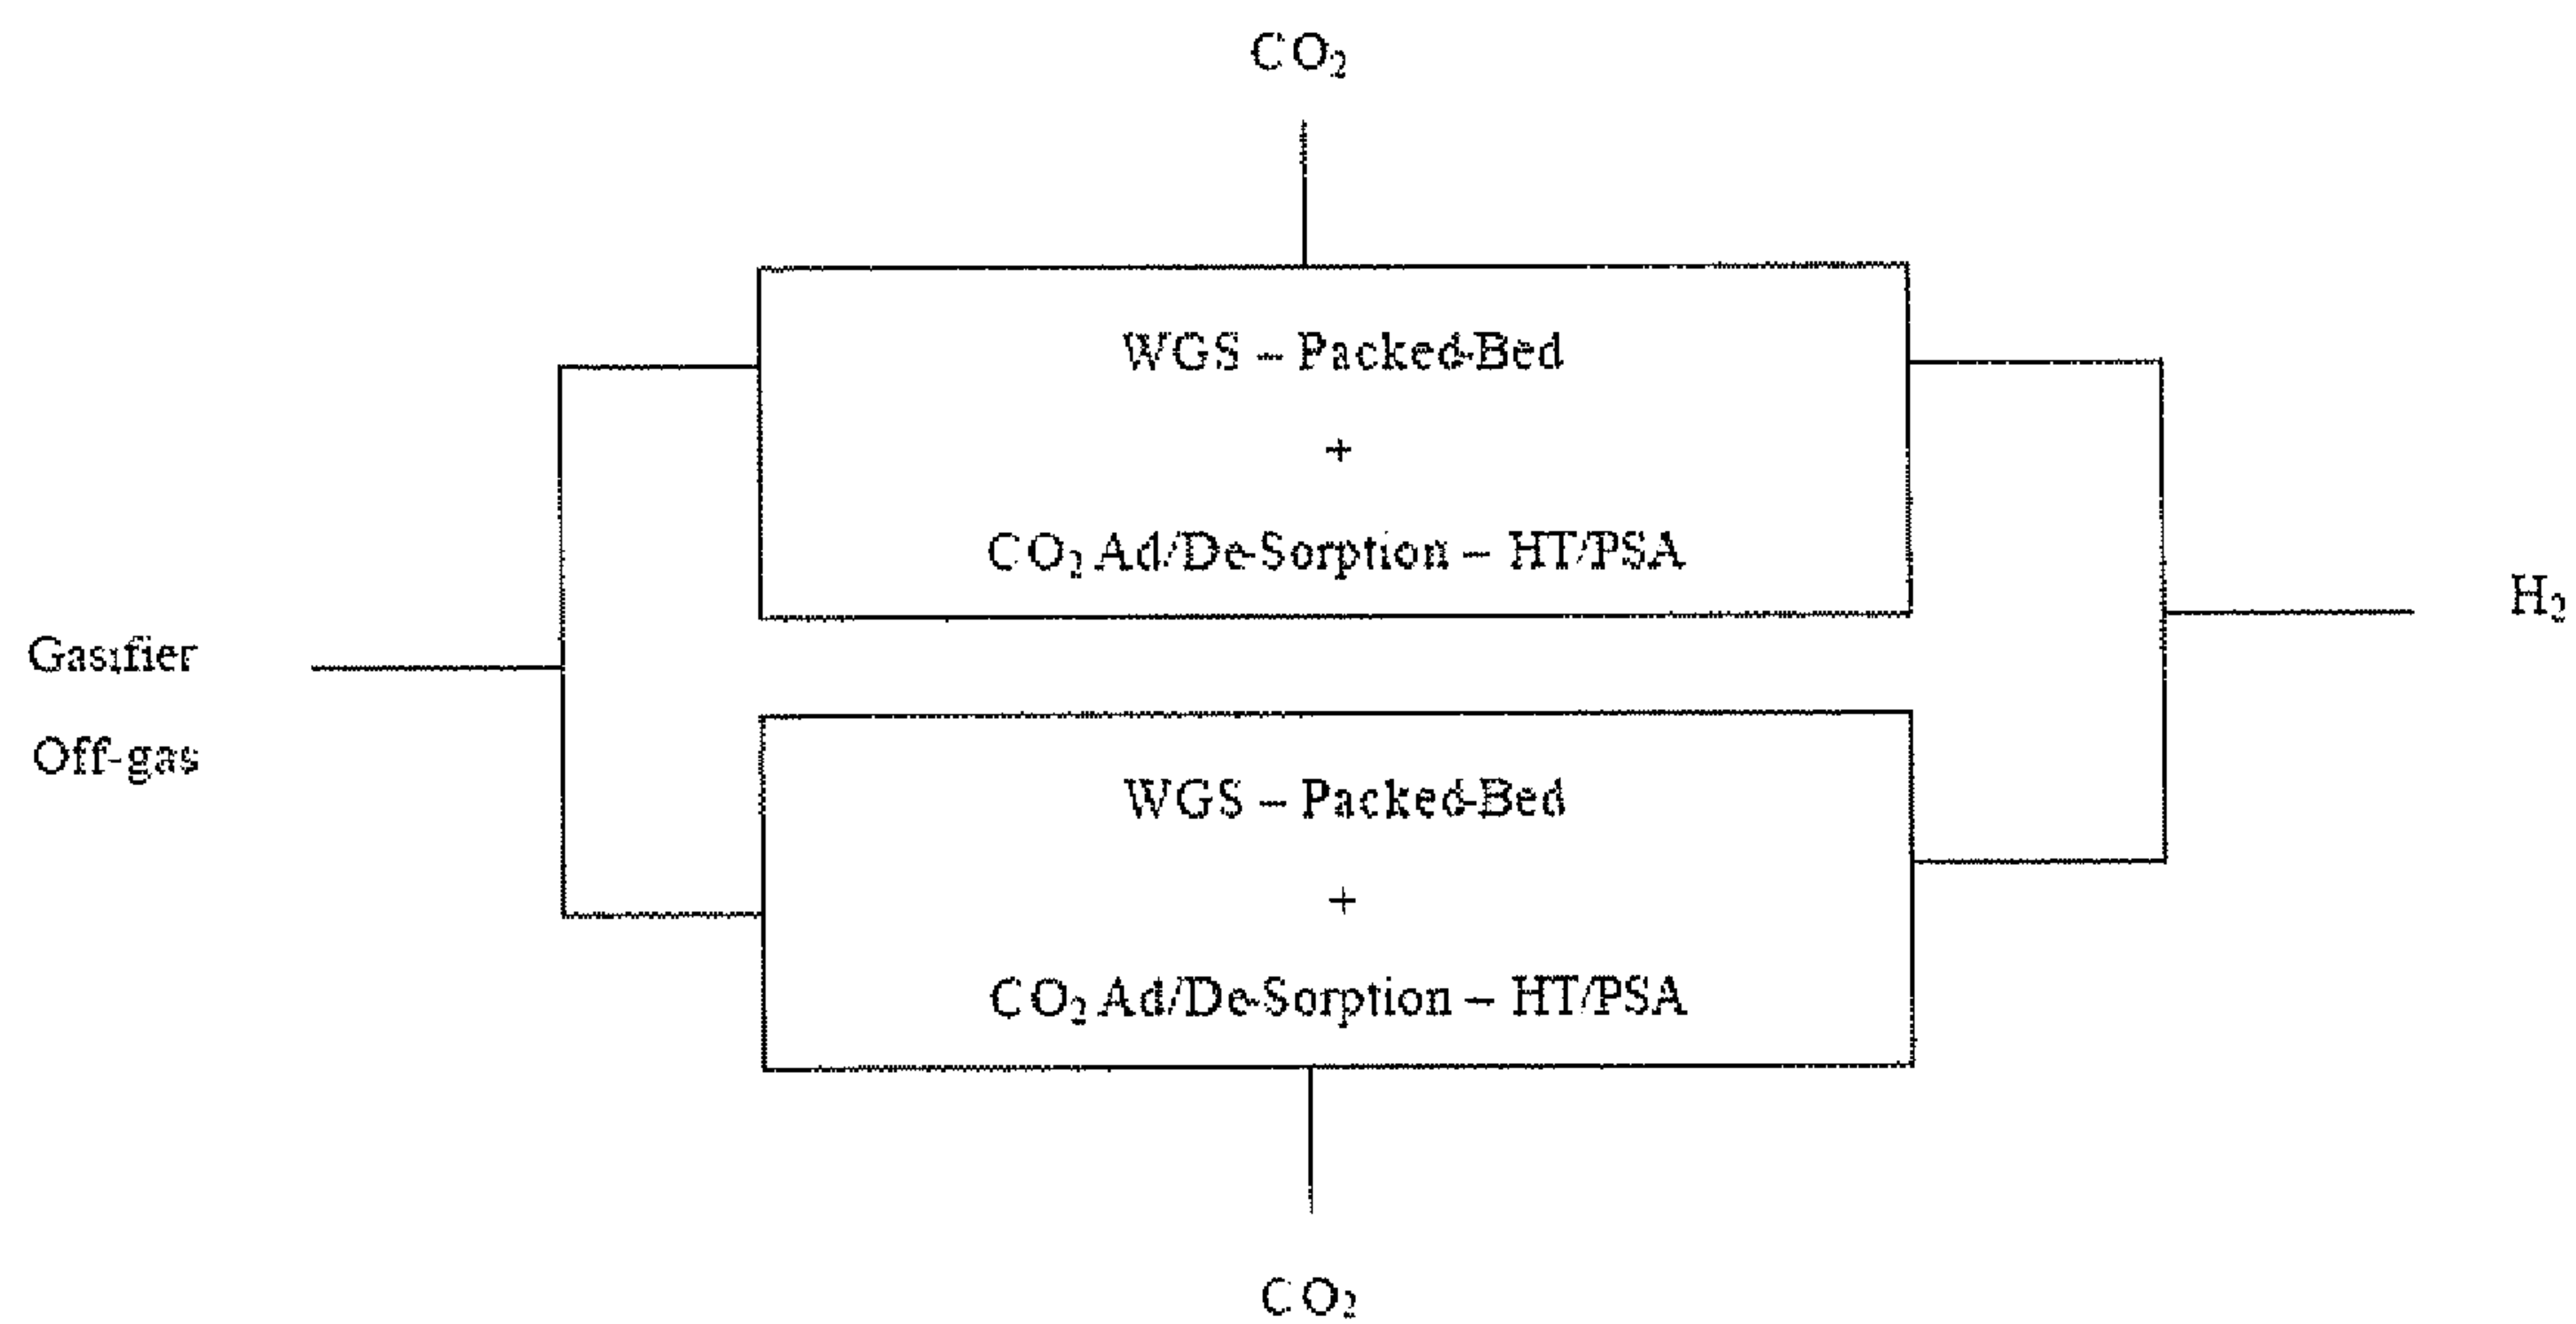 CO₂
WGS – Packed-Bed
+
CO₂ Ad/De-Sorption – HT/PSA
H₂
Gasifier
Off-gas
WGS – Packed-Bed
+
CO₂ Ad/De-Sorption – HT/PSA
CO₂